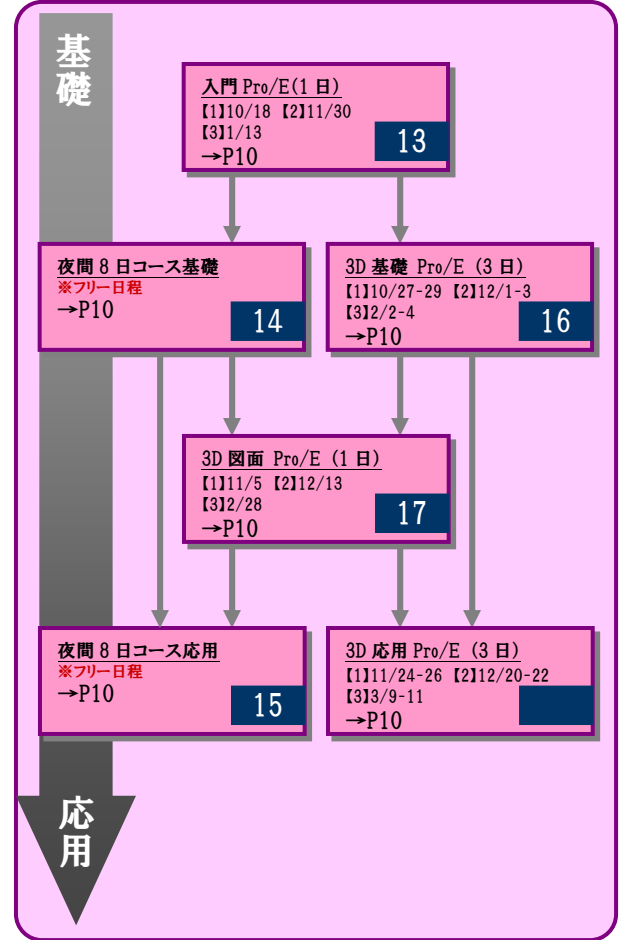 基礎
入門 Pro/E(1 日)
【1】10/18 【2】11/30
【3】1/13
→P10
13
夜間 8 日コース基礎
※フリー日程
→P10
14
3D 基礎 Pro/E (3 日)
【1】10/27-29 【2】12/1-3
【3】2/2-4
→P10
16
3D 図面 Pro/E (1 日)
【1】11/5 【2】12/13
【3】2/28
→P10
17
夜間 8 日コース応用
※フリー日程
→P10
15
3D 応用 Pro/E (3 日)
【1】11/24-26 【2】12/20-22
【3】3/9-11
→P10
応用